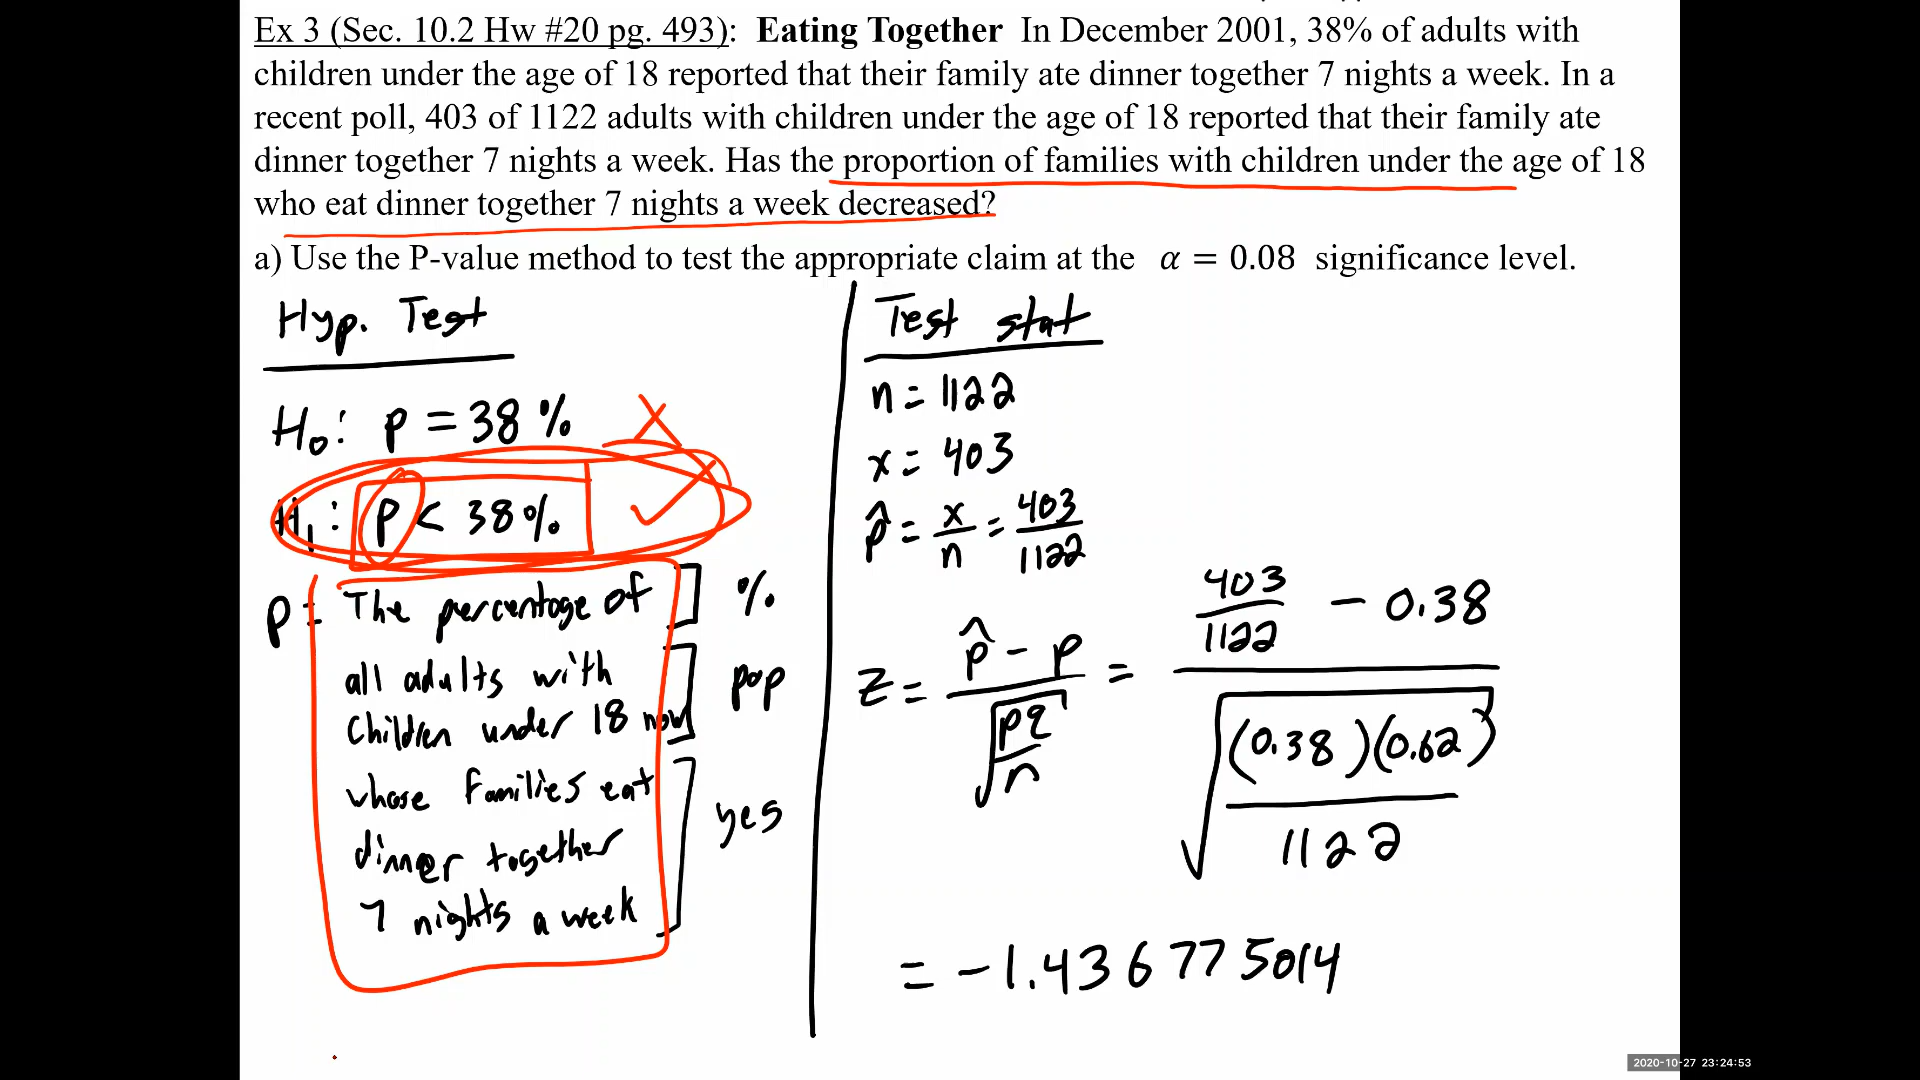 Ex 3 (Sec. 10.2 Hw #20 pg. 493): Eating Together In December 2001, 38% of adults with
children under the age of 18 reported that their family ate dinner together 7 nights a week. In a
recent poll, 403 of 1122 adults with children under the age of 18 reported that their family ate
dinner together 7 nights a week. Has the proportion of families with children under the age of 18
who eat dinner together 7 nights a week decreased?
a) Use the P-value method to test the appropriate claim at the α = 0.08 significance level.
Hyp. Test
H₀: p = 38% X
H₁: p < 38% ✓
p = The percentage of ] %
all adults with
children under 18 now ] pop
whose families eat
dinner together ] yes
7 nights a week
Test stat
n = 1122
x = 403
p̂ = x/n = 403/1122
z = (p̂ - p)/√(pq/n) = (403/1122 - 0.38)/√((0.38)(0.62)/1122)
= -1.436775014
2020-10-27 23:24:53